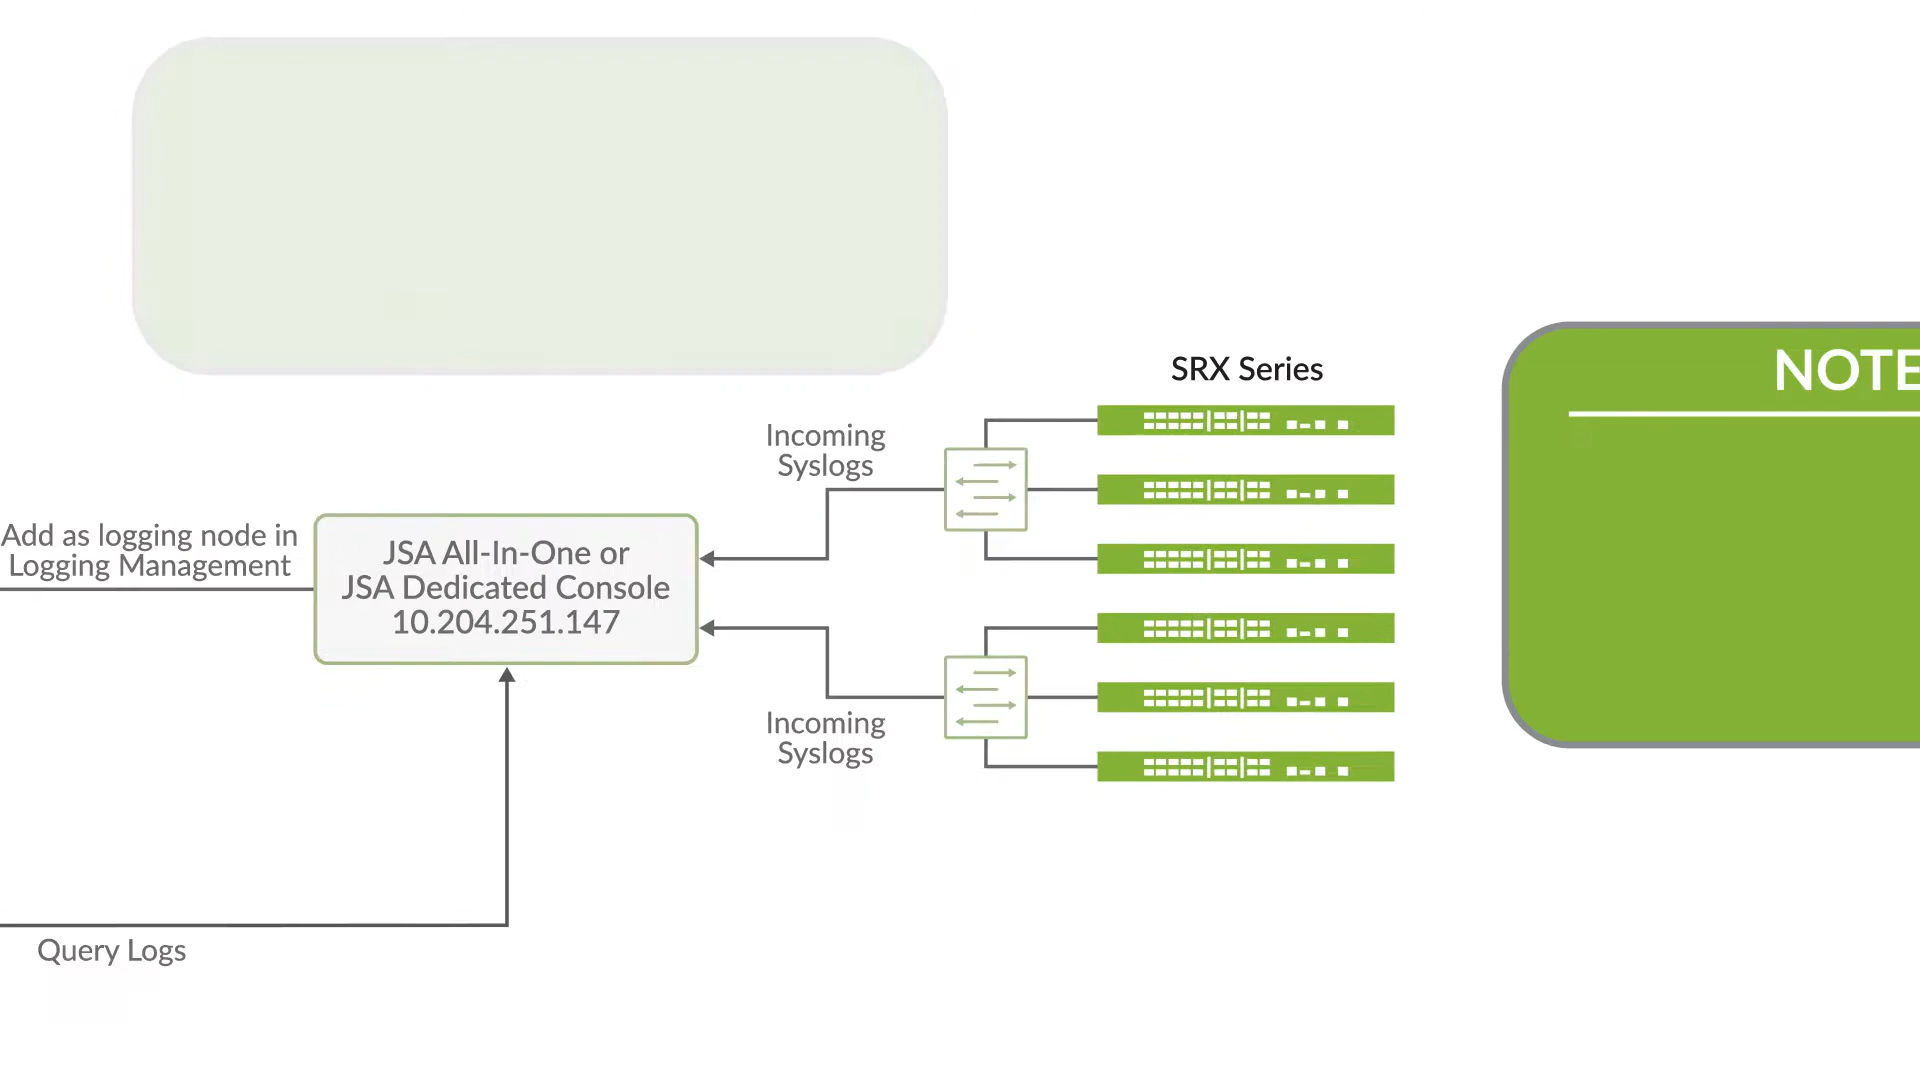 SRX Series
NOTE
Incoming
Syslogs
Add as logging node in
Logging Management
JSA All-In-One or
JSA Dedicated Console
10.204.251.147
Incoming
Syslogs
Query Logs